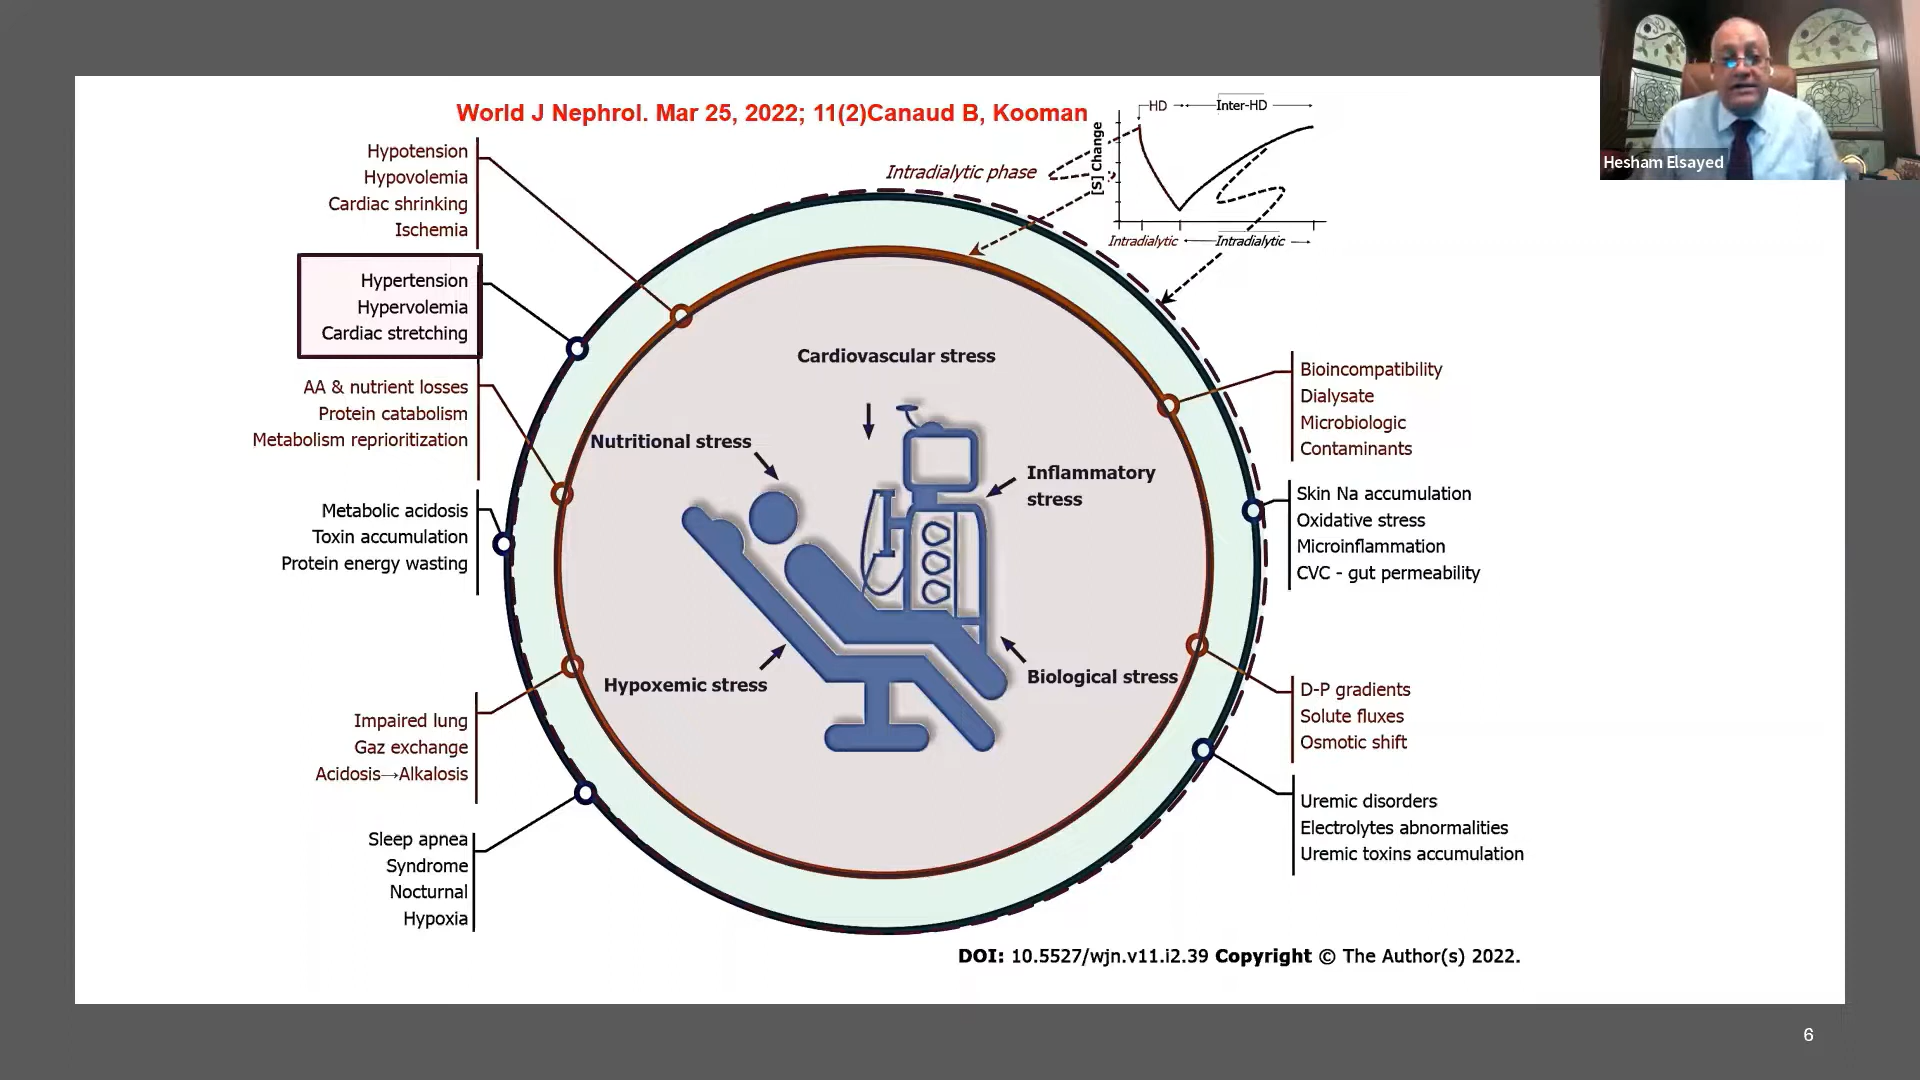 World J Nephrol. Mar 25, 2022; 11(2)Canaud B, Kooman
HD
Inter-HD
[S] Change
Intradialytic
Intradialytic
Intradialytic phase
Hesham Elsayed
Hypotension
Hypovolemia
Cardiac shrinking
Ischemia
Hypertension
Hypervolemia
Cardiac stretching
AA & nutrient losses
Protein catabolism
Metabolism reprioritization
Metabolic acidosis
Toxin accumulation
Protein energy wasting
Impaired lung
Gaz exchange
Acidosis→Alkalosis
Sleep apnea
Syndrome
Nocturnal
Hypoxia
Cardiovascular stress
Nutritional stress
Inflammatory
stress
Hypoxemic stress
Biological stress
Bioincompatibility
Dialysate
Microbiologic
Contaminants
Skin Na accumulation
Oxidative stress
Microinflammation
CVC - gut permeability
D-P gradients
Solute fluxes
Osmotic shift
Uremic disorders
Electrolytes abnormalities
Uremic toxins accumulation
DOI: 10.5527/wjn.v11.i2.39 Copyright © The Author(s) 2022.
6